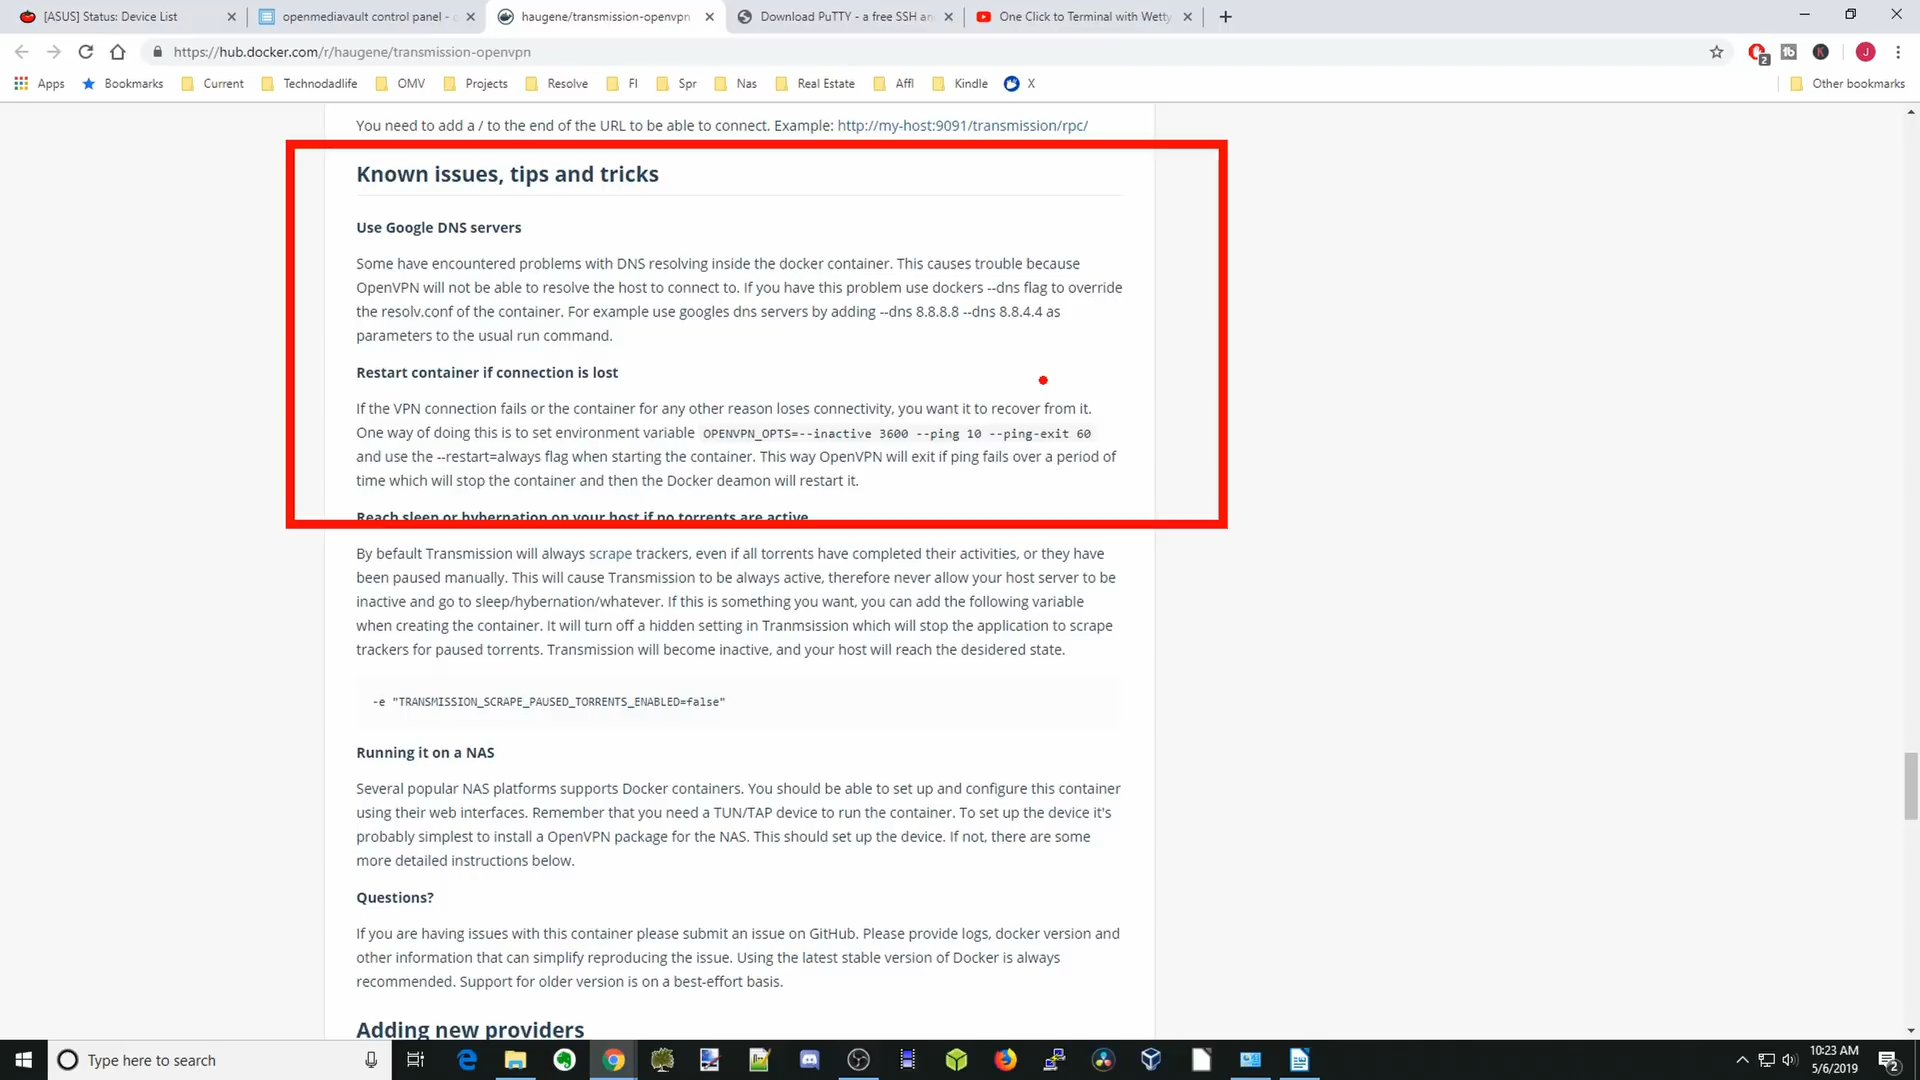 [ASUS] Status: Device List
openmediavault control panel -
haugene/transmission-openvpn
Download PuTTY - a free SSH an
One Click to Terminal with Wetty
https://hub.docker.com/r/haugene/transmission-openvpn
2
J
Apps
Bookmarks
Current
Technodadlife
OMV
Projects
Resolve
FI
Spr
Nas
Real Estate
Affl
Kindle
X
Other bookmarks
You need to add a / to the end of the URL to be able to connect. Example: http://my-host:9091/transmission/rpc/
Known issues, tips and tricks
Use Google DNS servers
Some have encountered problems with DNS resolving inside the docker container. This causes trouble because
OpenVPN will not be able to resolve the host to connect to. If you have this problem use dockers --dns flag to override
the resolv.conf of the container. For example use googles dns servers by adding --dns 8.8.8.8 --dns 8.8.4.4 as
parameters to the usual run command.
Restart container if connection is lost
If the VPN connection fails or the container for any other reason loses connectivity, you want it to recover from it.
One way of doing this is to set environment variable OPENVPN_OPTS=--inactive 3600 --ping 10 --ping-exit 60
and use the --restart=always flag when starting the container. This way OpenVPN will exit if ping fails over a period of
time which will stop the container and then the Docker deamon will restart it.
Reach sleep or hybernation on your host if no torrents are active
By befault Transmission will always scrape trackers, even if all torrents have completed their activities, or they have
been paused manually. This will cause Transmission to be always active, therefore never allow your host server to be
inactive and go to sleep/hybernation/whatever. If this is something you want, you can add the following variable
when creating the container. It will turn off a hidden setting in Tranmsission which will stop the application to scrape
trackers for paused torrents. Transmission will become inactive, and your host will reach the desidered state.
-e "TRANSMISSION_SCRAPE_PAUSED_TORRENTS_ENABLED=false"
Running it on a NAS
Several popular NAS platforms supports Docker containers. You should be able to set up and configure this container
using their web interfaces. Remember that you need a TUN/TAP device to run the container. To set up the device it's
probably simplest to install a OpenVPN package for the NAS. This should set up the device. If not, there are some
more detailed instructions below.
Questions?
If you are having issues with this container please submit an issue on GitHub. Please provide logs, docker version and
other information that can simplify reproducing the issue. Using the latest stable version of Docker is always
recommended. Support for older version is on a best-effort basis.
Adding new providers
Type here to search
10:23 AM
5/6/2019
2